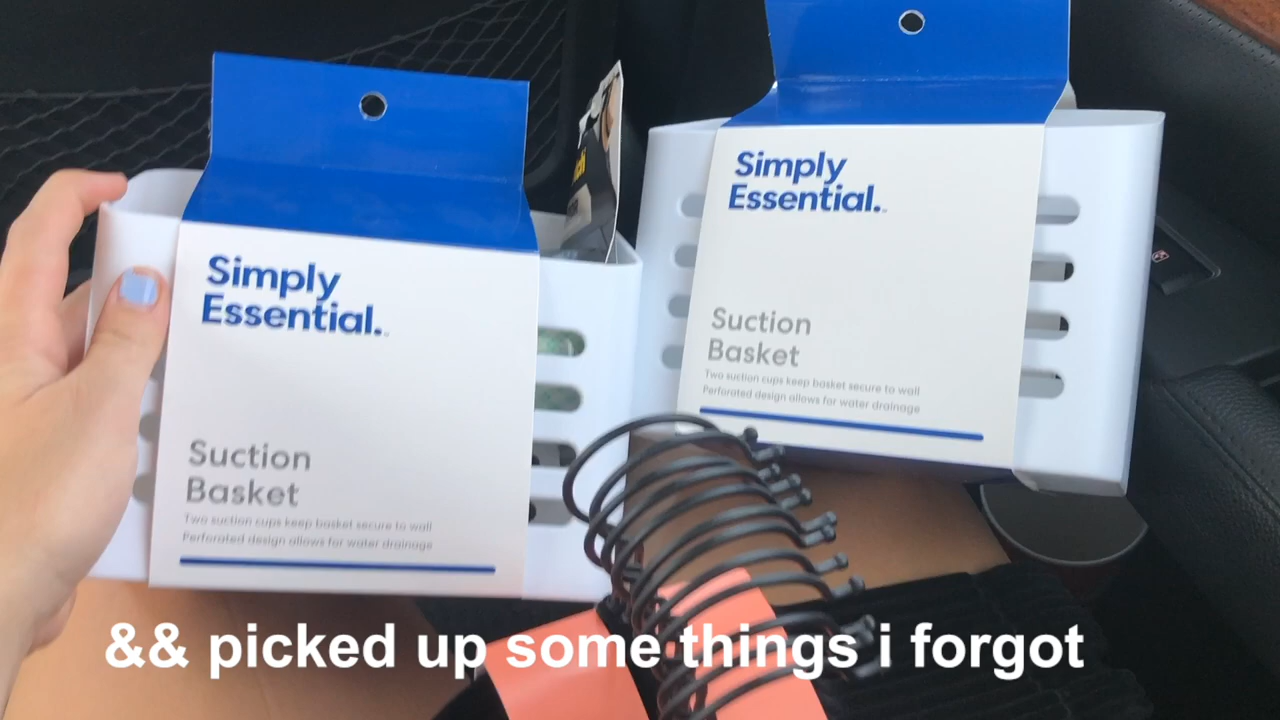 Simply
Essential.
Suction
Basket
Two suction cups keep basket secure to wall
Perforated design allows for water drainage
Simply
Essential.
Suction
Basket
Two suction cups keep basket secure to wall
Perforated design allows for water drainage
&& picked up some things i forgot